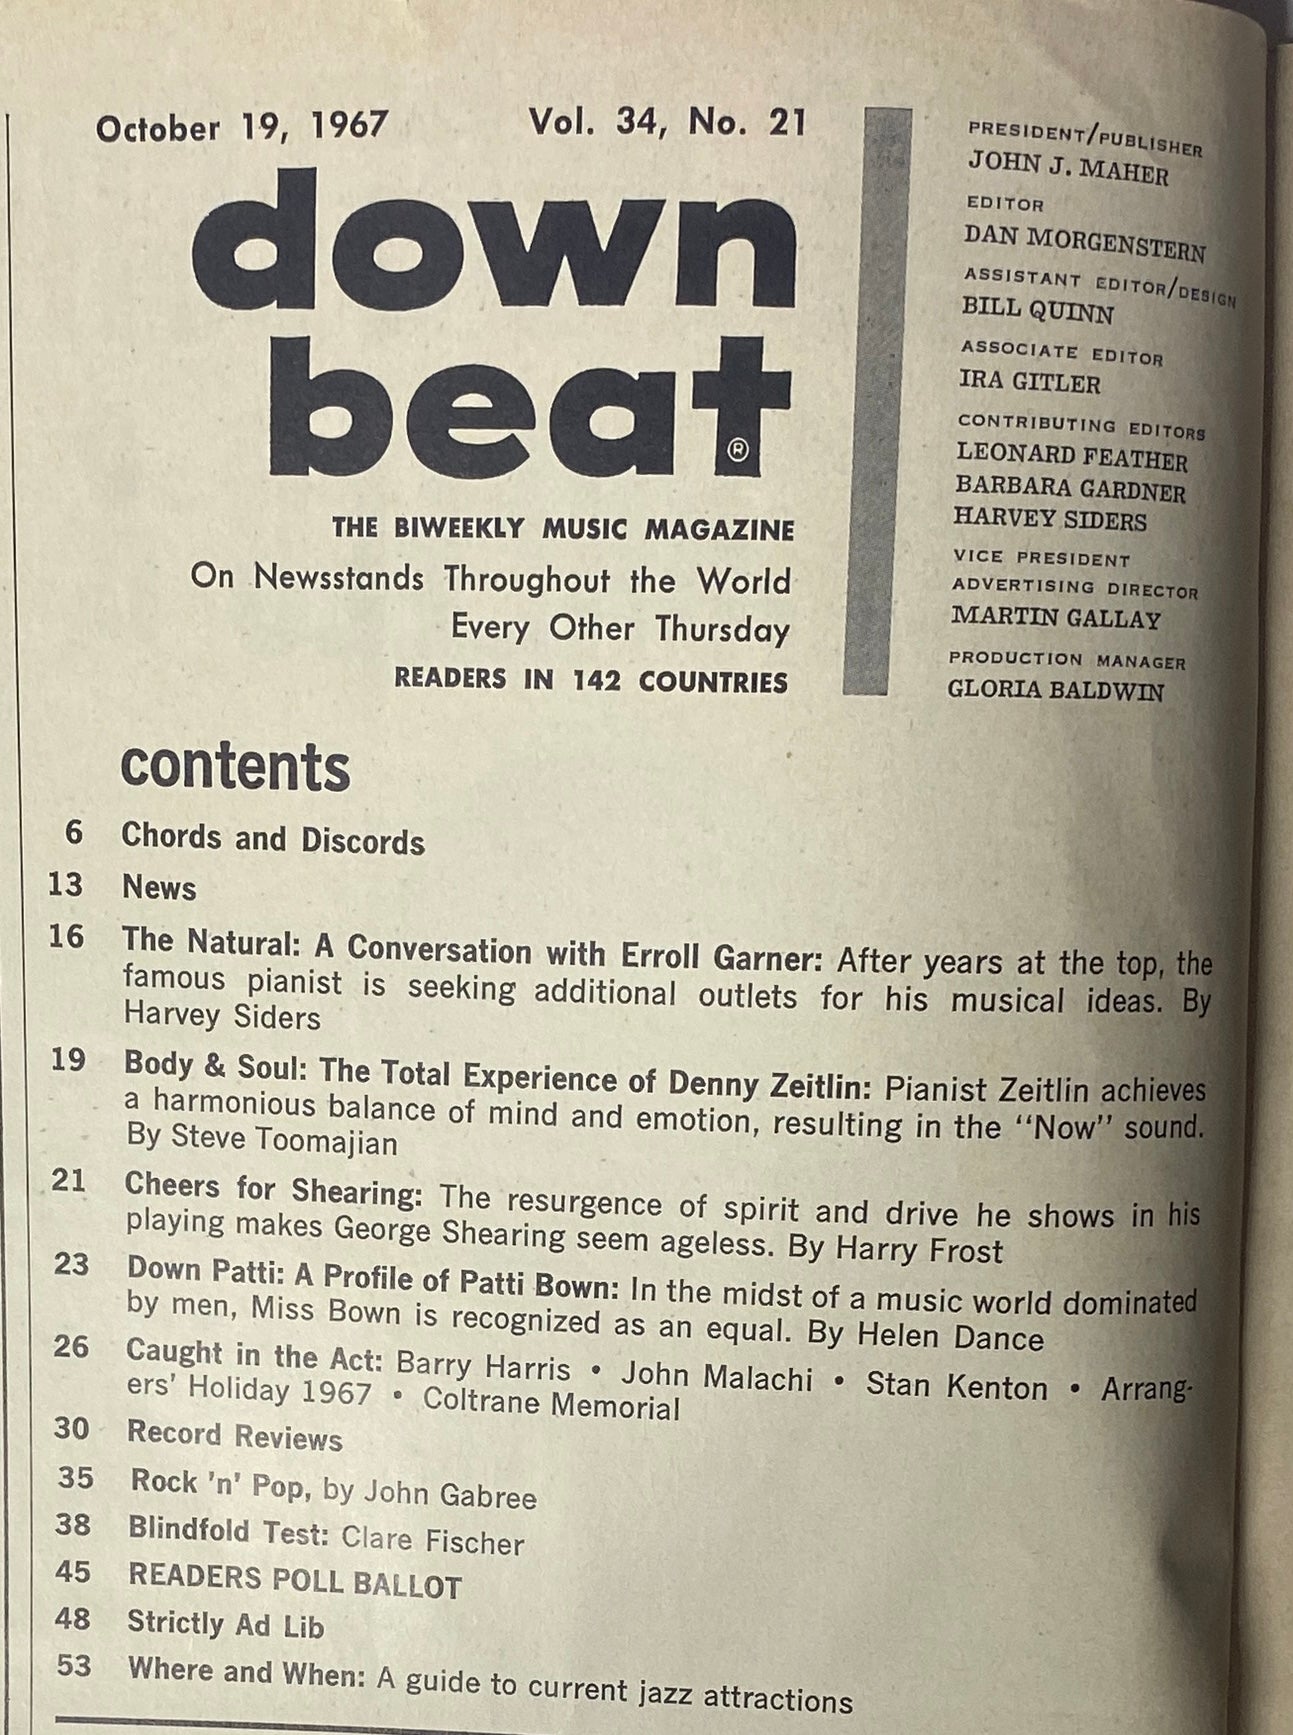 October 19, 1967 Vol. 34, No. 21
down
beat
®
THE BIWEEKLY MUSIC MAGAZINE
On Newsstands Throughout the World
Every Other Thursday
READERS IN 142 COUNTRIES
PRESIDENT/PUBLISHER
JOHN J. MAHER
EDITOR
DAN MORGENSTERN
ASSISTANT EDITOR/DESIGN
BILL QUINN
ASSOCIATE EDITOR
IRA GITLER
CONTRIBUTING EDITORS
LEONARD FEATHER
BARBARA GARDNER
HARVEY SIDERS
VICE PRESIDENT
ADVERTISING DIRECTOR
MARTIN GALLAY
PRODUCTION MANAGER
GLORIA BALDWIN
contents
6 Chords and Discords
13 News
16 The Natural: A Conversation with Erroll Garner: After years at the top, the
famous pianist is seeking additional outlets for his musical ideas. By
Harvey Siders
19 Body & Soul: The Total Experience of Denny Zeitlin: Pianist Zeitlin achieves
a harmonious balance of mind and emotion, resulting in the "Now" sound.
By Steve Toomajian
21 Cheers for Shearing: The resurgence of spirit and drive he shows in his
playing makes George Shearing seem ageless. By Harry Frost
23 Down Patti: A Profile of Patti Bown: In the midst of a music world dominated
by men, Miss Bown is recognized as an equal. By Helen Dance
26 Caught in the Act: Barry Harris • John Malachi • Stan Kenton • Arrang-
ers' Holiday 1967 • Coltrane Memorial
30 Record Reviews
35 Rock 'n' Pop, by John Gabree
38 Blindfold Test: Clare Fischer
45 READERS POLL BALLOT
48 Strictly Ad Lib
53 Where and When: A guide to current jazz attractions